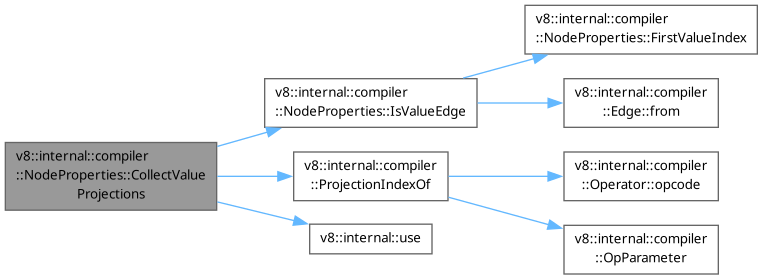 v8::internal::compiler
::NodeProperties::CollectValue
Projections
v8::internal::compiler
::NodeProperties::IsValueEdge
v8::internal::compiler
::NodeProperties::FirstValueIndex
v8::internal::compiler
::Edge::from
v8::internal::compiler
::ProjectionIndexOf
v8::internal::compiler
::Operator::opcode
v8::internal::compiler
::OpParameter
v8::internal::use